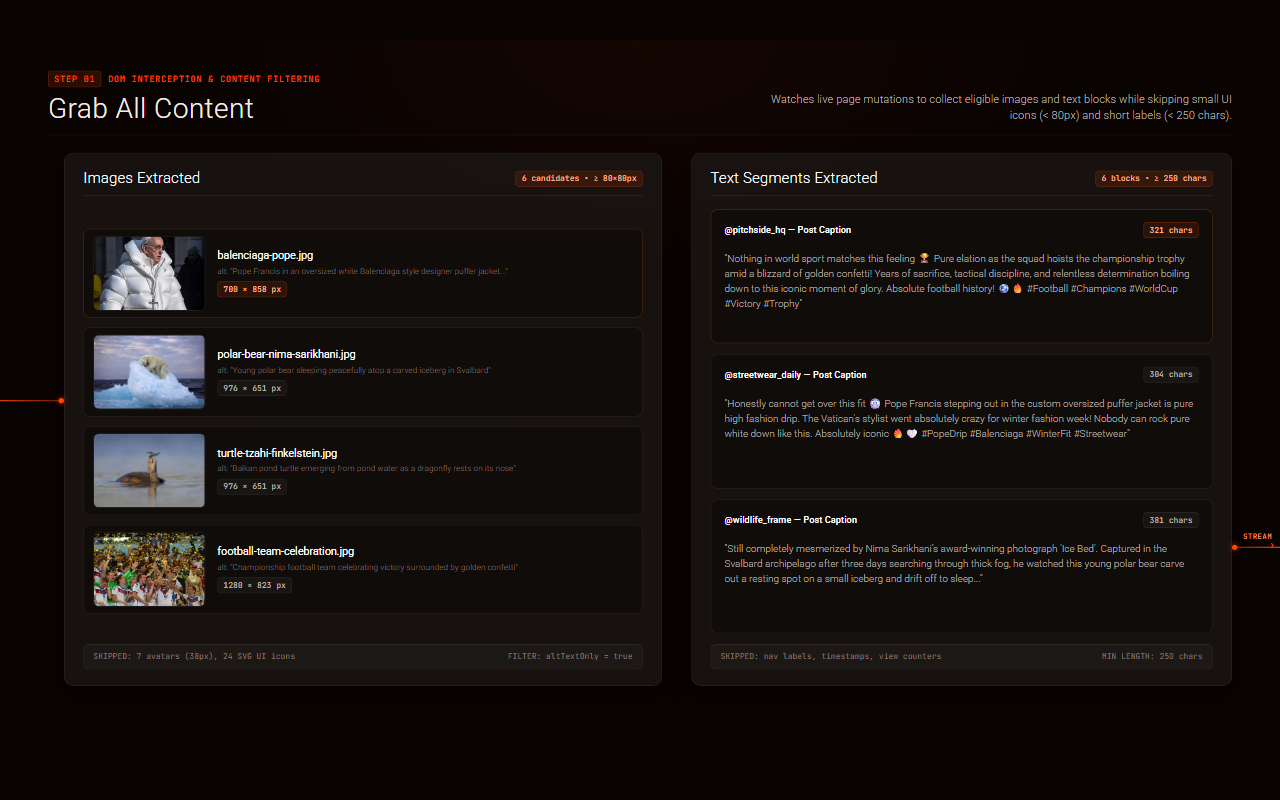 STEP 01 DOM INTERCEPTION & CONTENT FILTERING
Grab All Content
Watches live page mutations to collect eligible images and text blocks while skipping small UI
icons (< 80px) and short labels (< 250 chars).
Images Extracted
6 candidates • ≥ 80×80px
balenciaga-pope.jpg
alt: "Pope Francis in an oversized white Balenciaga style designer puffer jacket..."
700 × 858 px
polar-bear-nima-sarikhani.jpg
alt: "Young polar bear sleeping peacefully atop a carved iceberg in Svalbard"
976 × 651 px
turtle-tzahi-finkelstein.jpg
alt: "Balkan pond turtle emerging from pond water as a dragonfly rests on its nose"
976 × 651 px
football-team-celebration.jpg
alt: "Championship football team celebrating victory surrounded by golden confetti"
1280 × 823 px
SKIPPED: 7 avatars (38px), 24 SVG UI icons
FILTER: altTextOnly = true
Text Segments Extracted
6 blocks • ≥ 250 chars
@pitchside_hq — Post Caption
321 chars
"Nothing in world sport matches this feeling 🏆 Pure elation as the squad hoists the championship trophy
amid a blizzard of golden confetti! Years of sacrifice, tactical discipline, and relentless determination boiling
down to this iconic moment of glory. Absolute football history! 🌍 🔥 #Football #Champions #WorldCup
#Victory #Trophy"
@streetwear_daily — Post Caption
304 chars
"Honestly cannot get over this fit 🥶 Pope Francis stepping out in the custom oversized puffer jacket is pure
high fashion drip. The Vatican's stylist went absolutely crazy for winter fashion week! Nobody can rock pure
white down like this. Absolutely iconic 🔥 🤍 #PopeDrip #Balenciaga #WinterFit #Streetwear"
@wildlife_frame — Post Caption
381 chars
"Still completely mesmerized by Nima Sarikhani's award-winning photograph 'Ice Bed'. Captured in the
Svalbard archipelago after three days searching through thick fog, he watched this young polar bear carve
out a resting spot on a small iceberg and drift off to sleep..."
SKIPPED: nav labels, timestamps, view counters
MIN LENGTH: 250 chars
STREAM